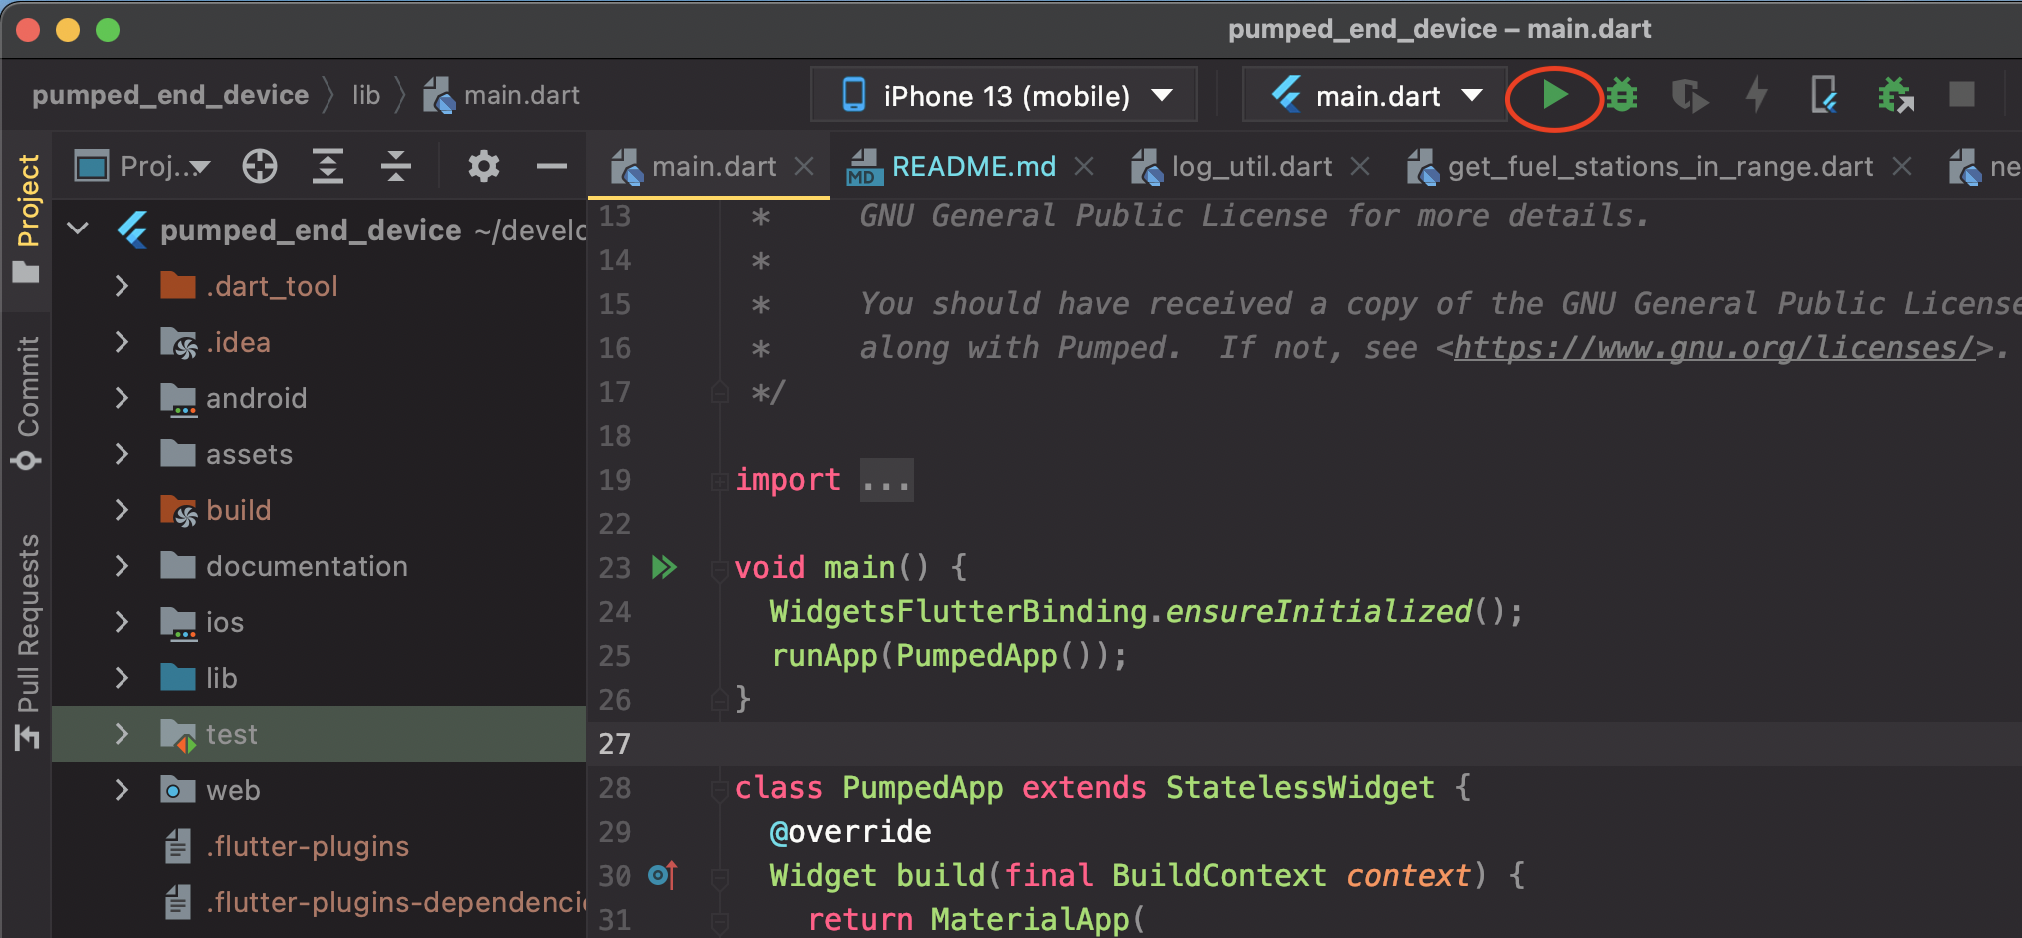 pumped_end_device – main.dart
pumped_end_device lib main.dart
iPhone 13 (mobile)
main.dart
Project
Commit
Pull Requests
Proj...
pumped_end_device ~/develo
.dart_tool
.idea
android
assets
build
documentation
ios
lib
test
web
.flutter-plugins
.flutter-plugins-dependenci
main.dart
MD README.md
log_util.dart
get_fuel_stations_in_range.dart
ne
13 * GNU General Public License for more details.
14 *
15 * You should have received a copy of the GNU General Public License
16 * along with Pumped. If not, see <https://www.gnu.org/licenses/>.
17 */
18
19 import ...
22
23 void main() {
24 WidgetsFlutterBinding.ensureInitialized();
25 runApp(PumpedApp());
26 }
27
28 class PumpedApp extends StatelessWidget {
29 @override
30 Widget build(final BuildContext context) {
31 return MaterialApp(